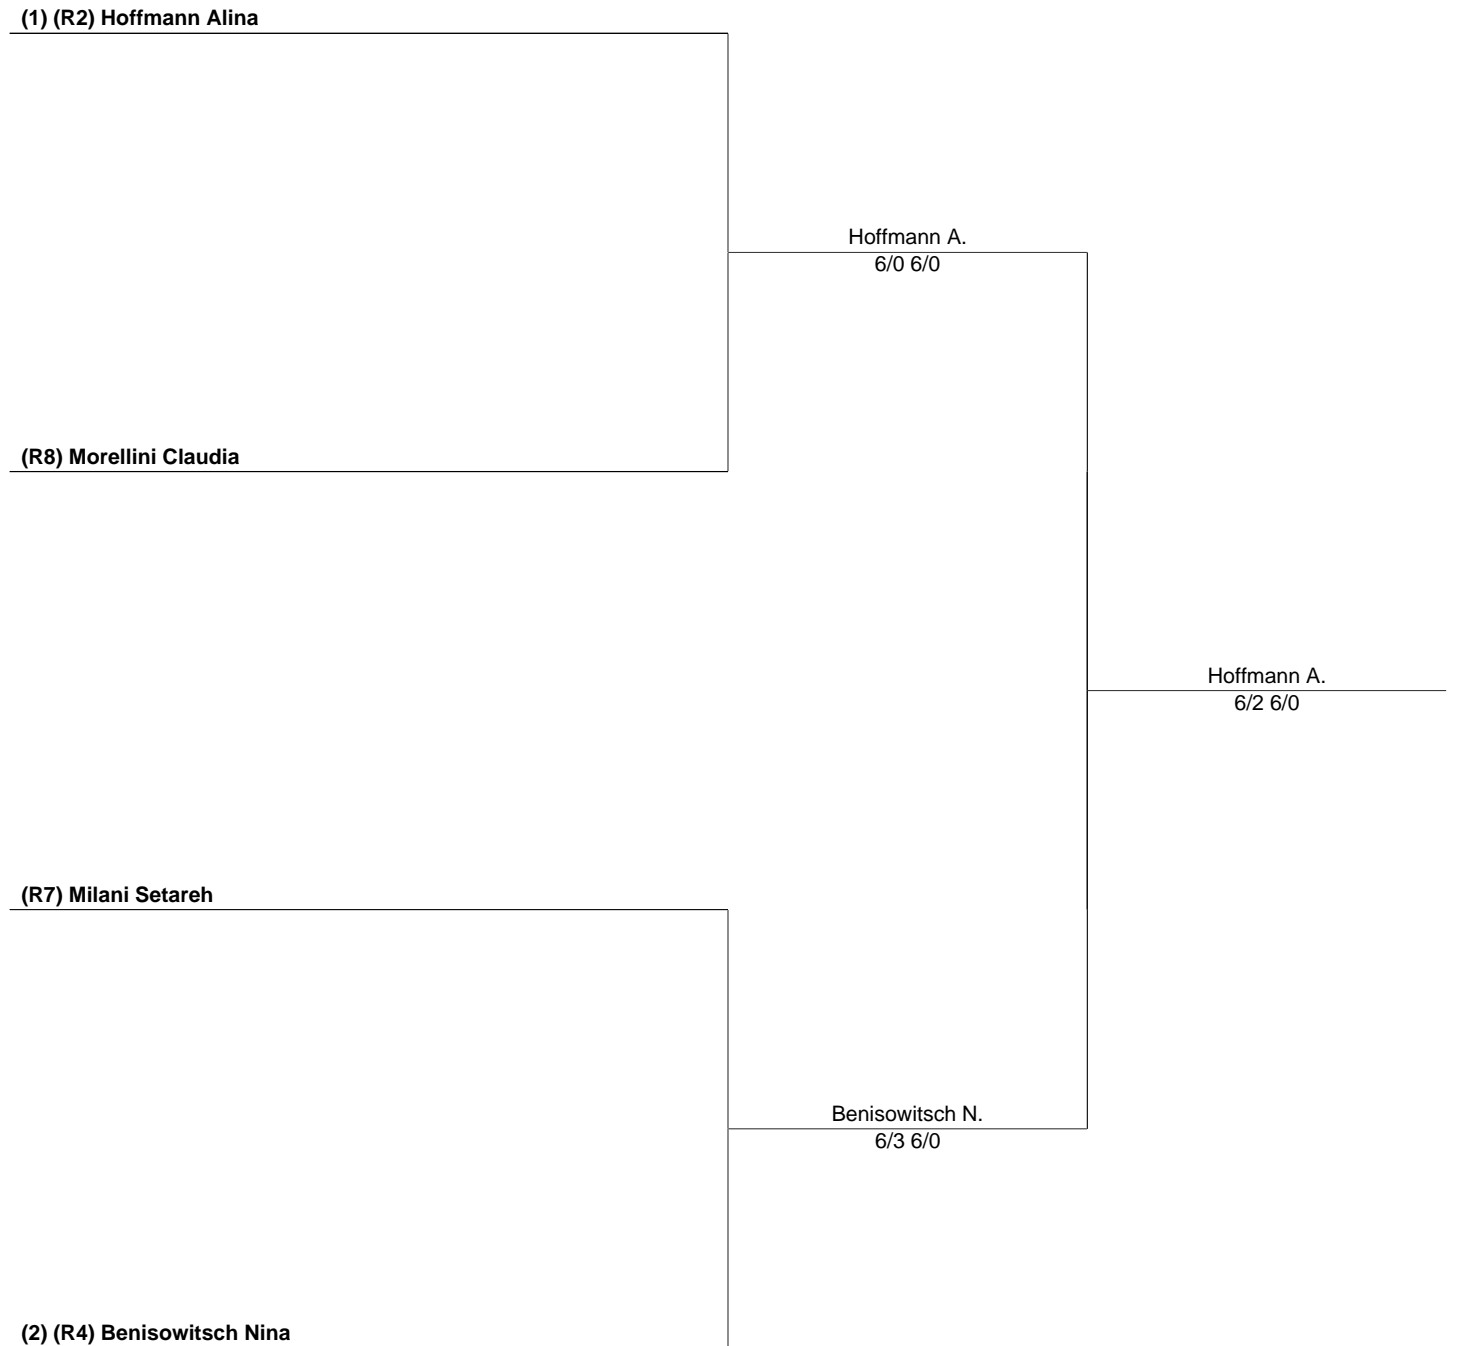 (1) (R2) Hoffmann Alina
Hoffmann A.
6/0 6/0
(R8) Morellini Claudia
Hoffmann A.
6/2 6/0
(R7) Milani Setareh
Benisowitsch N.
6/3 6/0
(2) (R4) Benisowitsch Nina